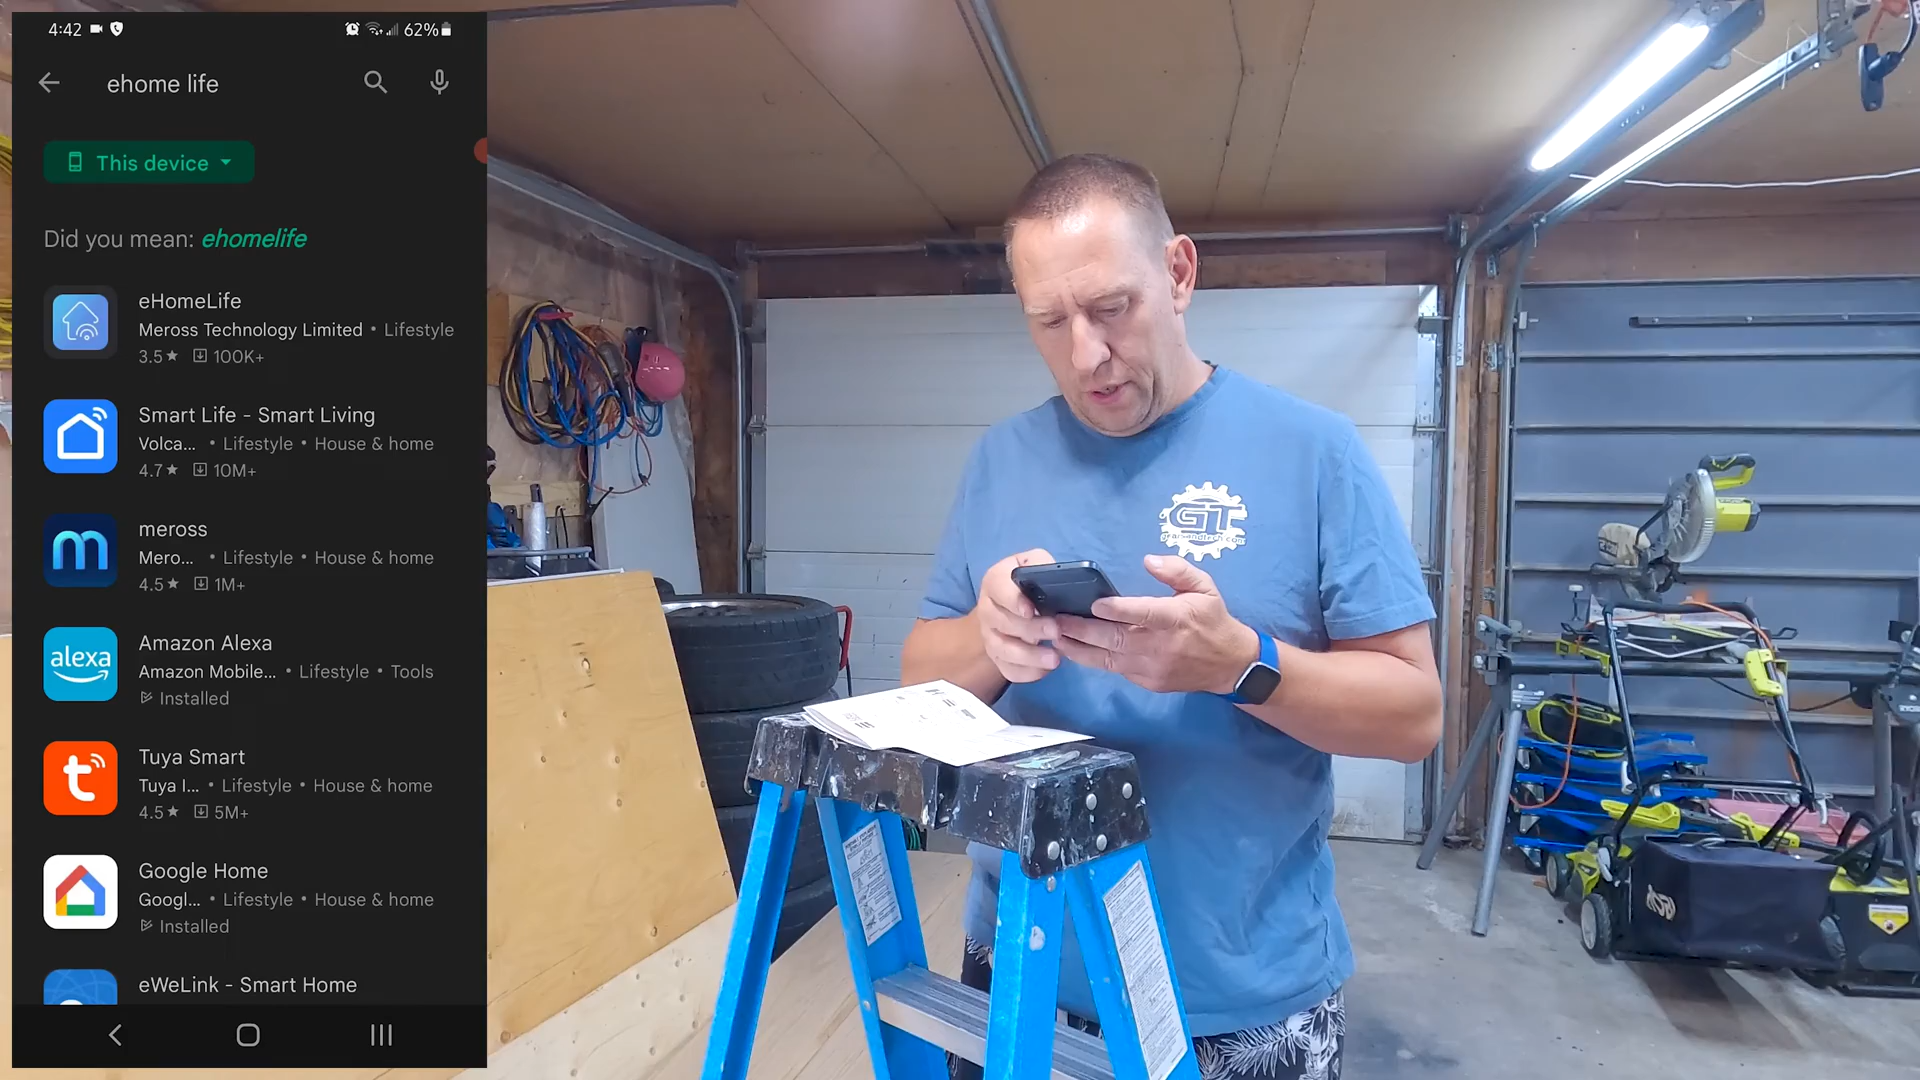 4:42
62%
ehome life
This device
Did you mean: ehomelife
eHomeLife
Meross Technology Limited • Lifestyle
3.5★ 100K+
Smart Life - Smart Living
Volca... • Lifestyle • House & home
4.7★ 10M+
meross
Mero... • Lifestyle • House & home
4.5★ 1M+
alexa
Amazon Alexa
Amazon Mobile... • Lifestyle • Tools
Installed
Tuya Smart
Tuya I... • Lifestyle • House & home
4.5★ 5M+
Google Home
Googl... • Lifestyle • House & home
Installed
eWeLink - Smart Home
GT
gearsandtech.com
RYOBI